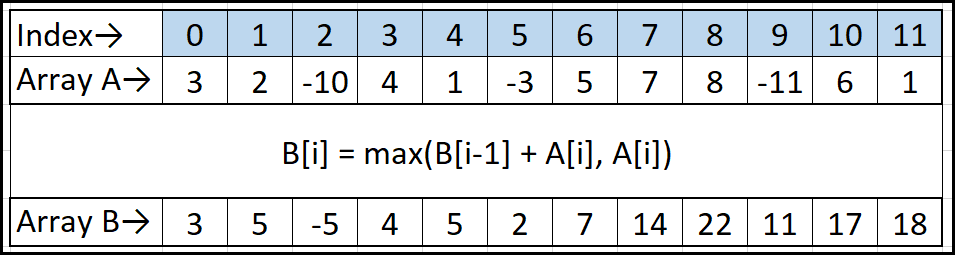 Index→ 0 1 2 3 4 5 6 7 8 9 10 11
Array A→ 3 2 -10 4 1 -3 5 7 8 -11 6 1
B[i] = max(B[i-1] + A[i], A[i])
Array B→ 3 5 -5 4 5 2 7 14 22 11 17 18